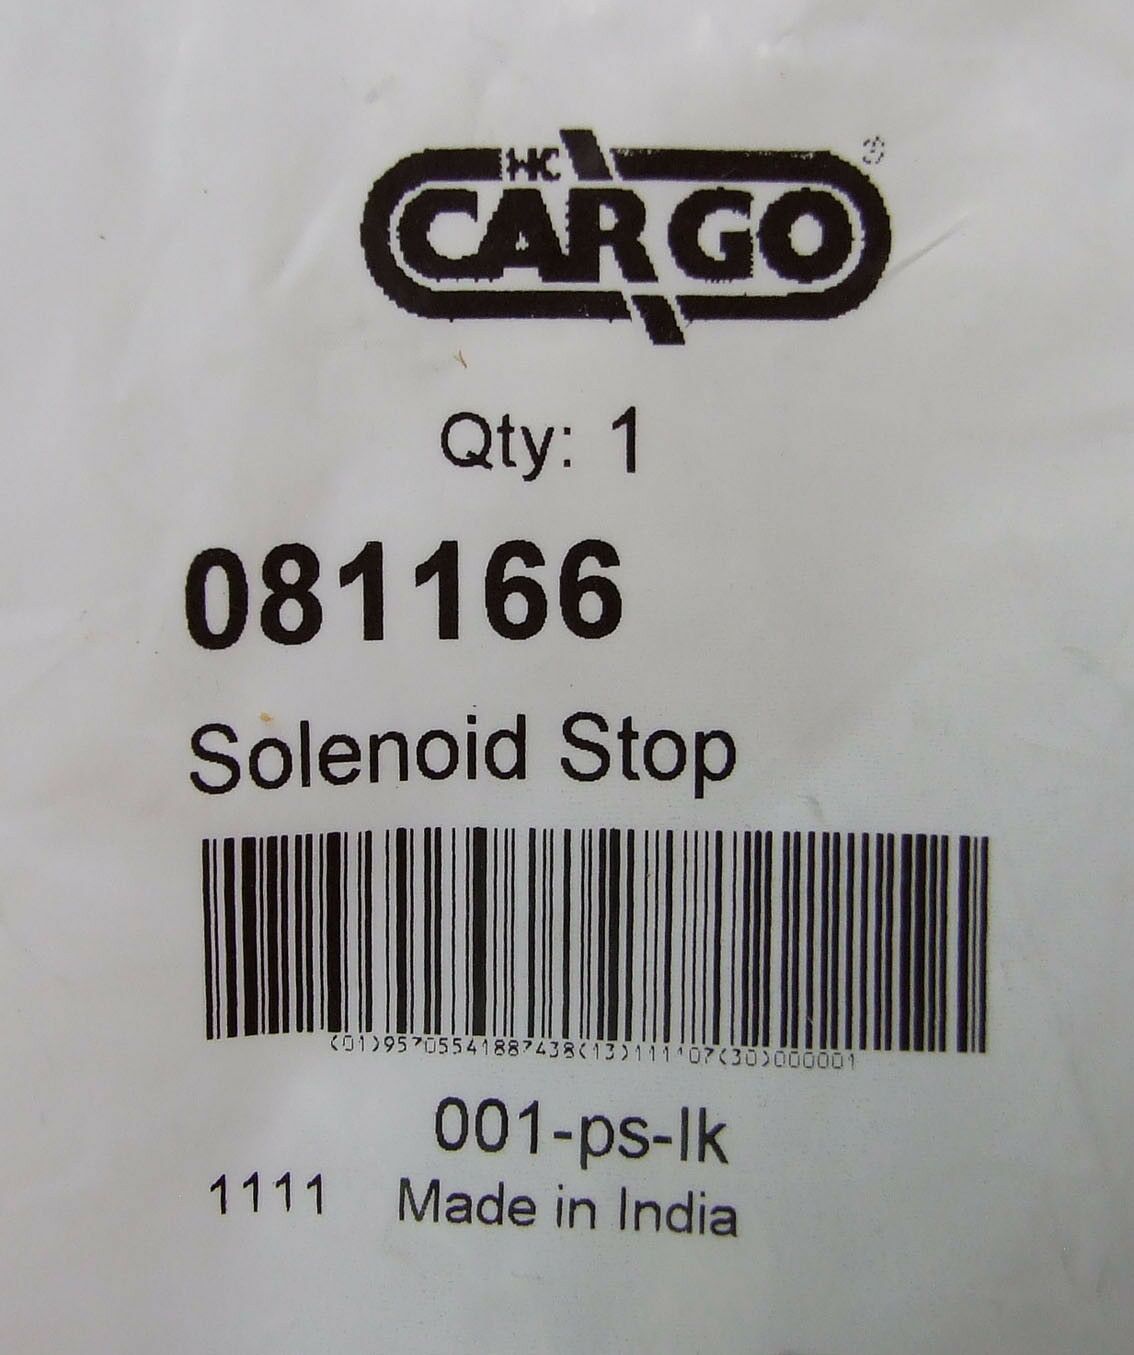 HC
CARGO®
Qty: 1
081166
Solenoid Stop
(01)95705541887438(13)111107(30)000001
001-ps-lk
1111 Made in India